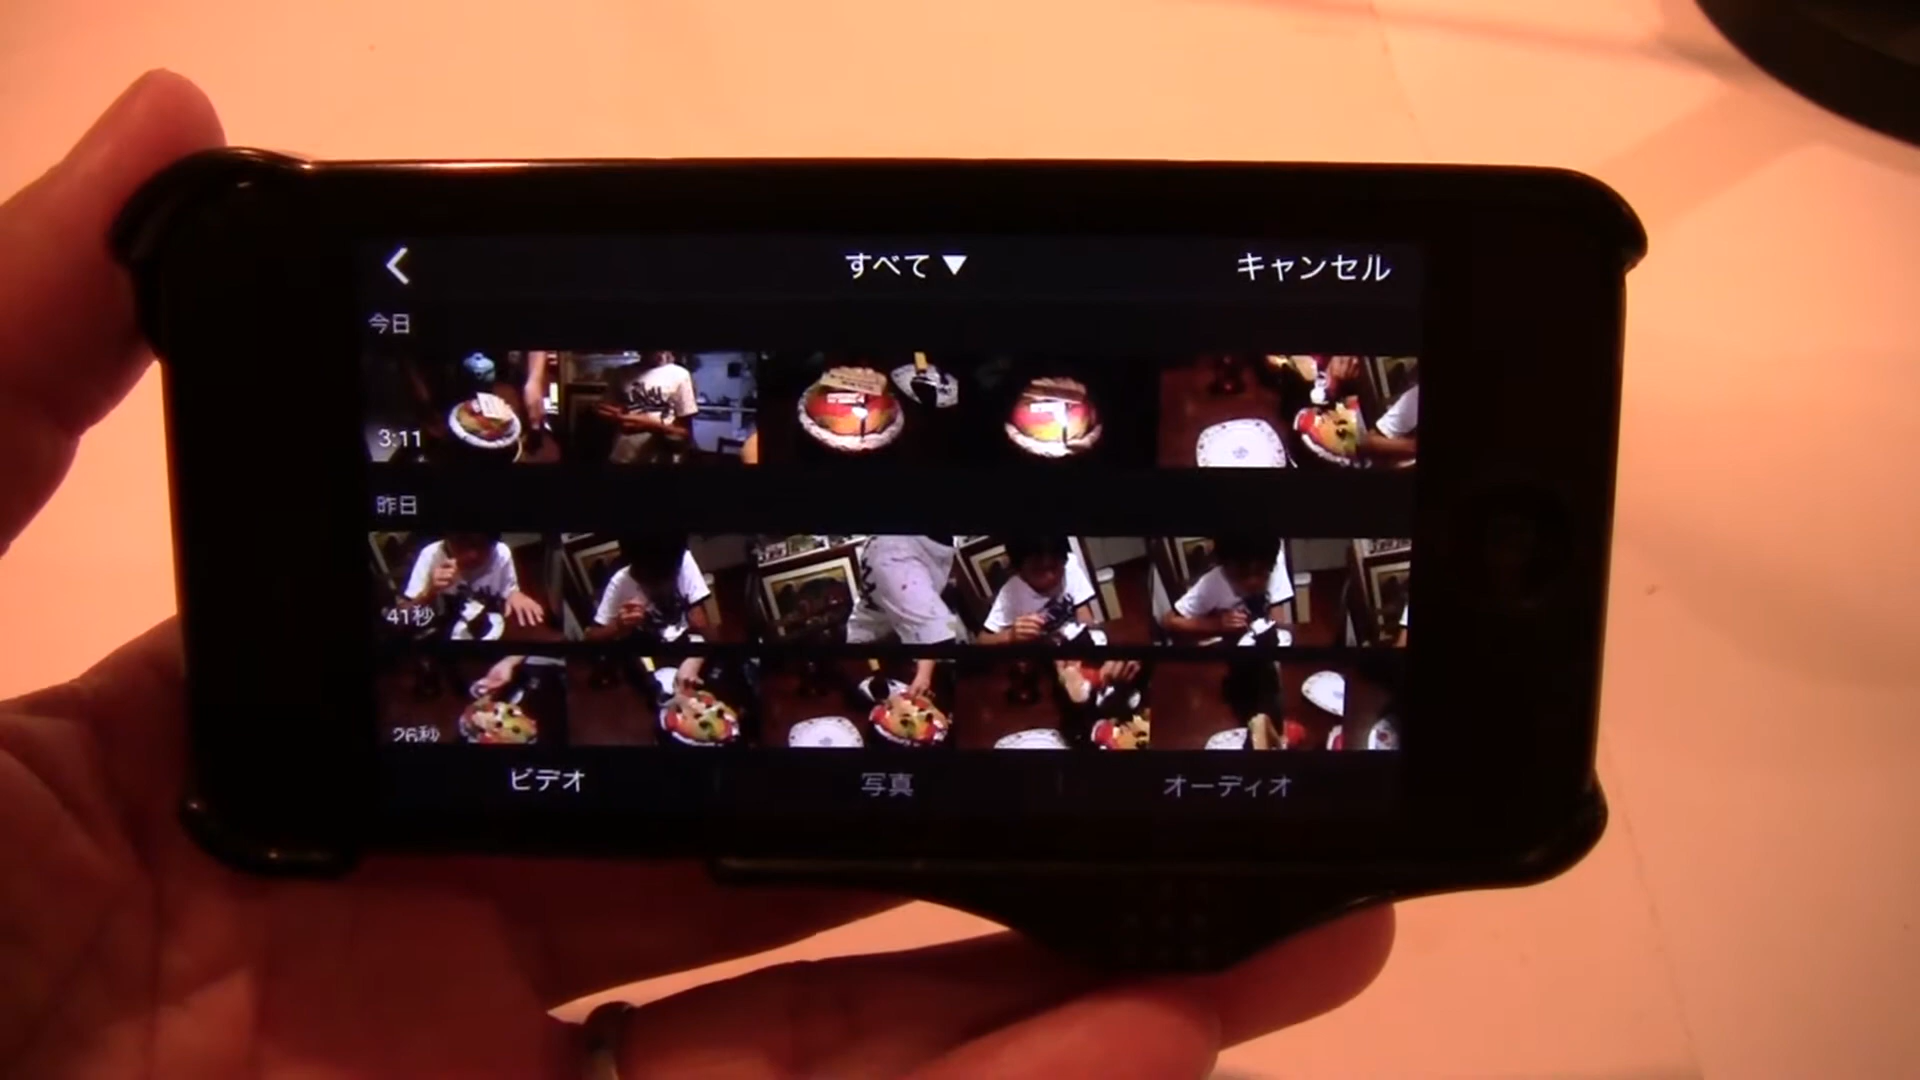 すべて▼
キャンセル
今日
3:11
昨日
41秒
26秒
ビデオ
写真
オーディオ